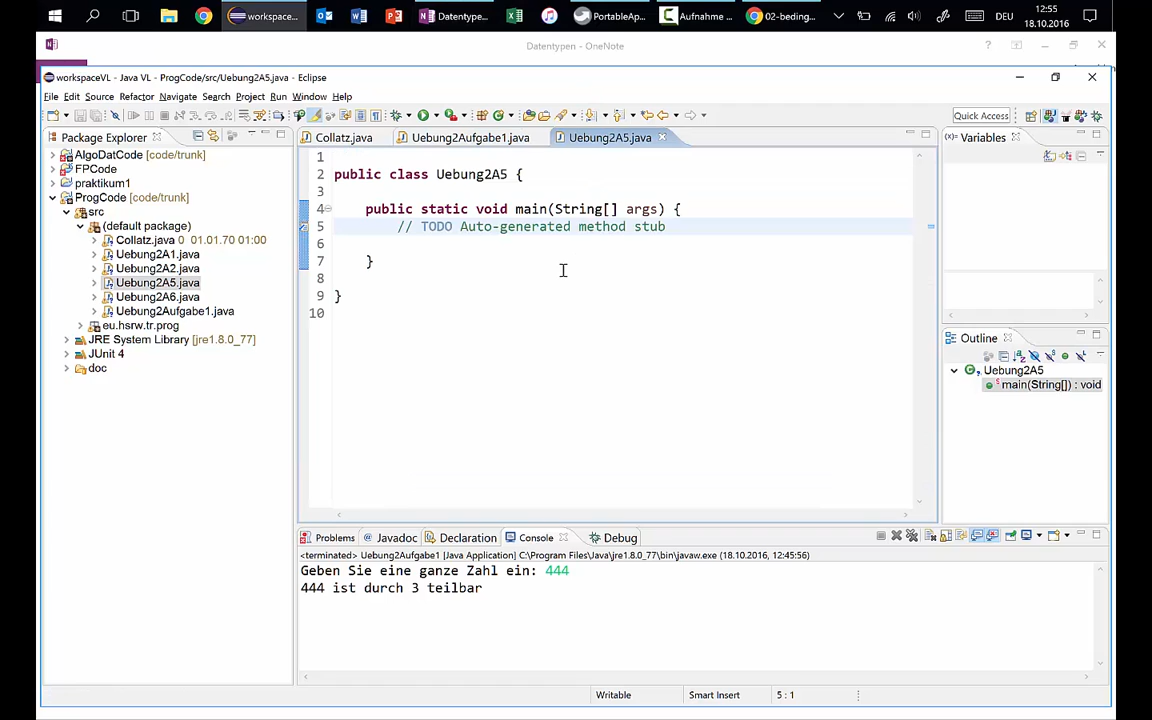 workspace...
Datentype...
PortableAp...
Aufnahme ...
02-beding...
DEU
12:55
18.10.2016
Datentypen - OneNote
workspaceVL - Java VL - ProgCode/src/Uebung2A5.java - Eclipse
File Edit Source Refactor Navigate Search Project Run Window Help
Quick Access
Package Explorer
AlgoDatCode [code/trunk]
FPCode
praktikum1
ProgCode [code/trunk]
src
(default package)
Collatz.java 0 01.01.70 01:00
Uebung2A1.java
Uebung2A2.java
Uebung2A5.java
Uebung2A6.java
Uebung2Aufgabe1.java
eu.hsrw.tr.prog
JRE System Library [jre1.8.0_77]
JUnit 4
doc
Collatz.java Uebung2Aufgabe1.java Uebung2A5.java
1
2 public class Uebung2A5 {
3
4 public static void main(String[] args) {
5 // TODO Auto-generated method stub
6
7 }
8
9 }
10
Variables
Outline
Uebung2A5
main(String[]) : void
Problems @ Javadoc Declaration Console Debug
<terminated> Uebung2Aufgabe1 [Java Application] C:\Program Files\Java\jre1.8.0_77\bin\javaw.exe (18.10.2016, 12:45:56)
Geben Sie eine ganze Zahl ein: 444
444 ist durch 3 teilbar
Writable Smart Insert 5 : 1